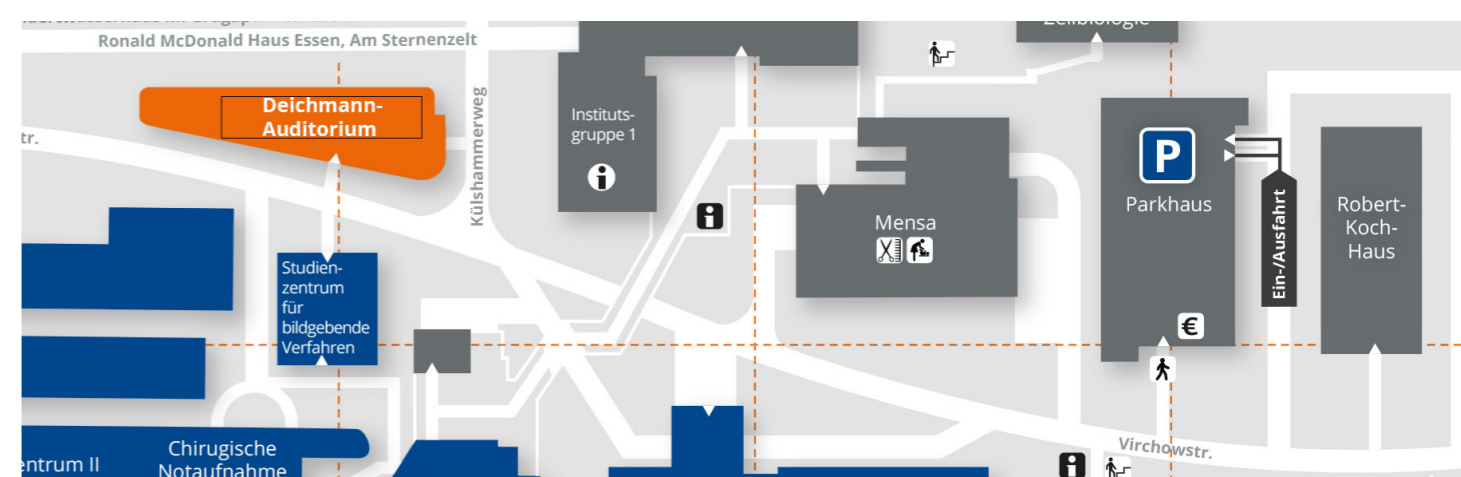 Ronald McDonald Haus Essen, Am Sternenzelt
Zellbiologie
Deichmann-
Auditorium
Külshammerweg
Instituts-
gruppe 1
i
i
tr.
P
Parkhaus
Ein-/Ausfahrt
Robert-
Koch-
Haus
Mensa
Studien-
zentrum
für
bildgebende
Verfahren
€
Virchowstr.
i
entrum II
Chirugische
Notaufnahme